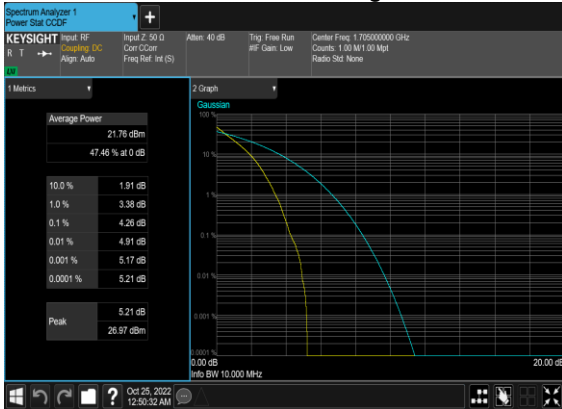 Spectrum Analyzer 1
Power Stat CCDF
+
KEYSIGHT
R T
LXI
Input: RF
Coupling: DC
Align: Auto
Input Z: 50 Ω
Corr CCorr
Freq Ref: Int (S)
Atten: 40 dB
Trig: Free Run
#IF Gain: Low
Center Freq: 1.705000000 GHz
Counts: 1.00 M/1.00 Mpt
Radio Std: None
1 Metrics
Average Power
21.76 dBm
47.46 % at 0 dB
10.0 % 1.91 dB
1.0 % 3.38 dB
0.1 % 4.26 dB
0.01 % 4.91 dB
0.001 % 5.17 dB
0.0001 % 5.21 dB
Peak
5.21 dB
26.97 dBm
2 Graph
Gaussian
100 %
10 %
1 %
0.1 %
0.01 %
0.001 %
0.0001 %
0.00 dB 20.00 dB
Info BW 10.000 MHz
?
Oct 25, 2022
12:50:32 AM